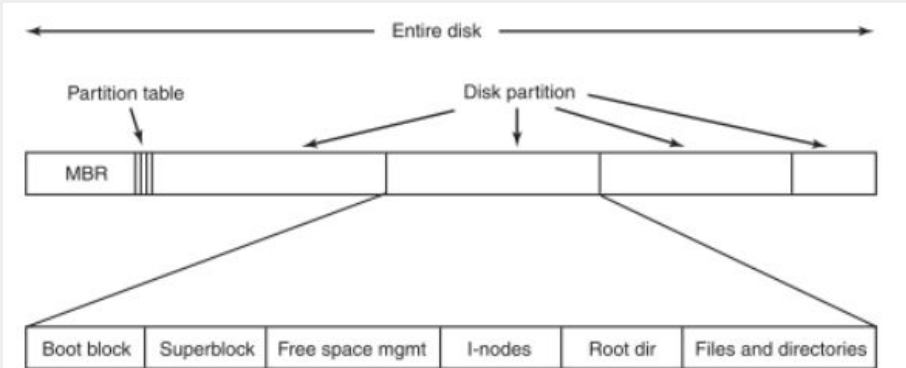 Entire disk
Partition table
Disk partition
MBR
Boot block
Superblock
Free space mgmt
I-nodes
Root dir
Files and directories